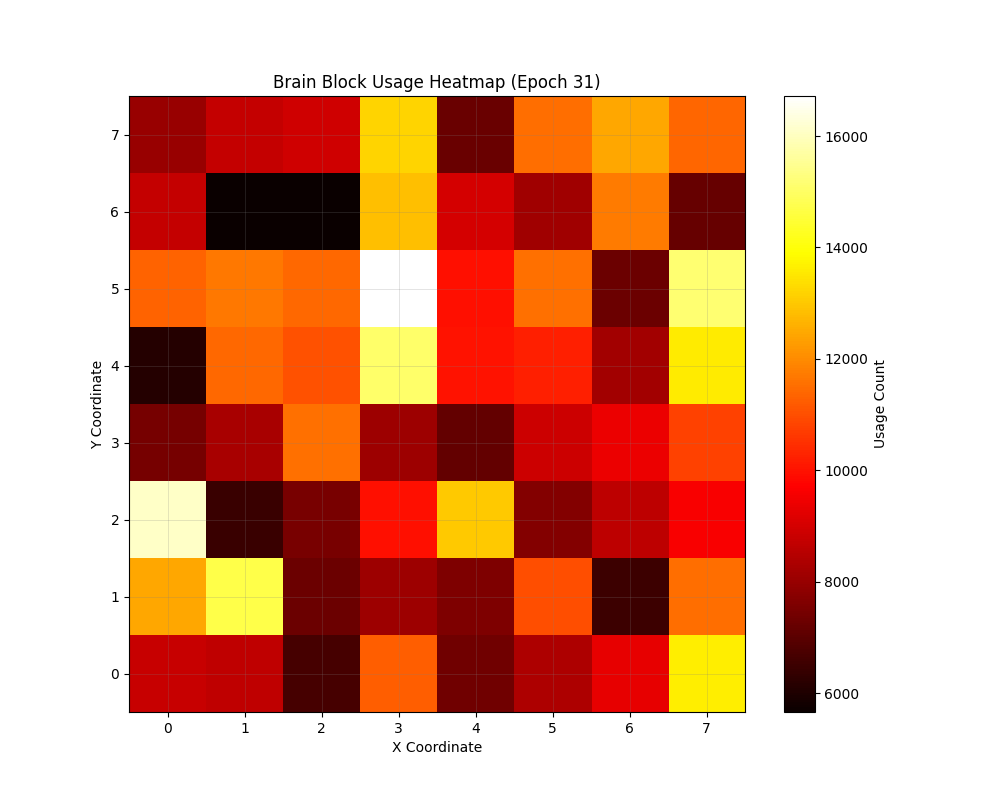 Brain Block Usage Heatmap (Epoch 31)
7
6
5
4
3
2
1
0
Y Coordinate
0 1 2 3 4 5 6 7
X Coordinate
16000
14000
12000
10000
8000
6000
Usage Count